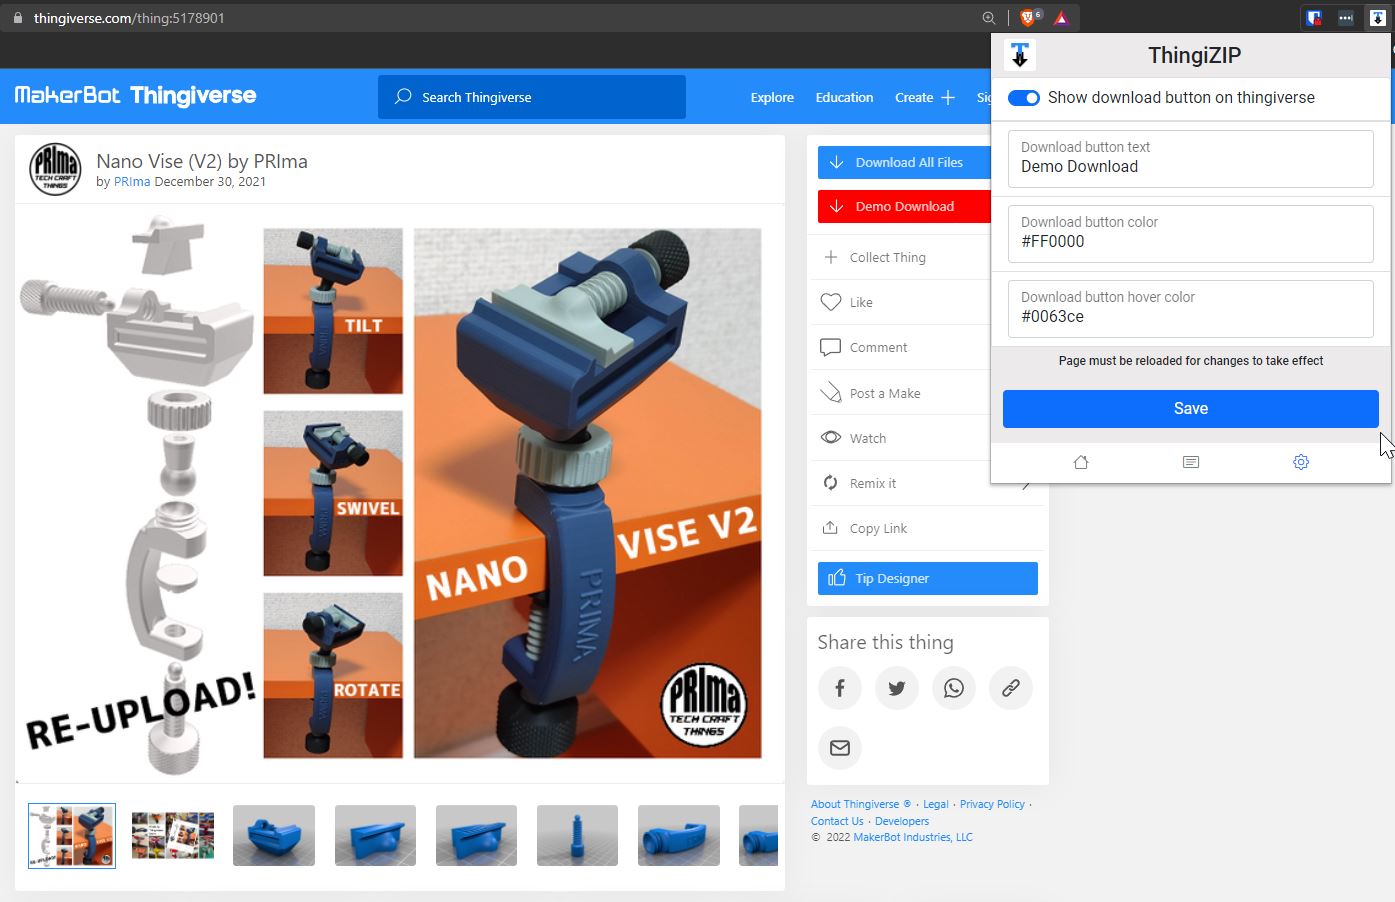 thingiverse.com/thing:5178901
6
MakerBot Thingiverse
Search Thingiverse
Explore
Education
Create
ThingiZIP
Show download button on thingiverse
Download button text
Demo Download
Download button color
#FF0000
Download button hover color
#0063ce
Page must be reloaded for changes to take effect
Save
PRIma
TECH CRAFT
THINGS
Nano Vise (V2) by PRIma
by PRIma December 30, 2021
TILT
SWIVEL
ROTATE
RE-UPLOAD!
NANO
VISE V2
PRIMA
PRIma
TECH CRAFT
THINGS
Download All Files
Demo Download
Collect Thing
Like
Comment
Post a Make
Watch
Remix it
Copy Link
Tip Designer
Share this thing
About Thingiverse ® · Legal · Privacy Policy ·
Contact Us · Developers
© 2022 MakerBot Industries, LLC